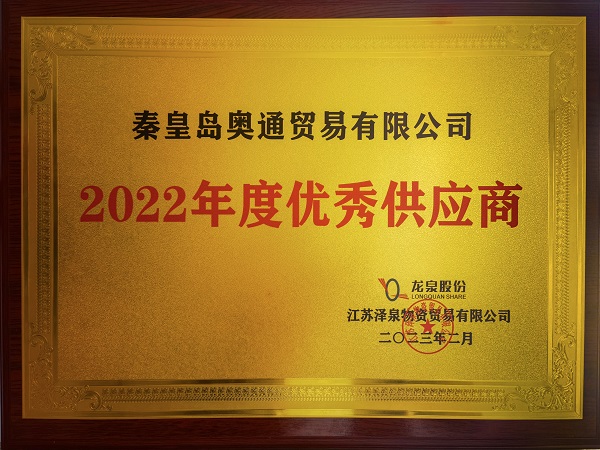 秦皇岛奥通贸易有限公司
2022年度优秀供应商
龙泉股份
LONGQUAN SHARE
江苏泽泉物资贸易有限公司
二〇二三年二月